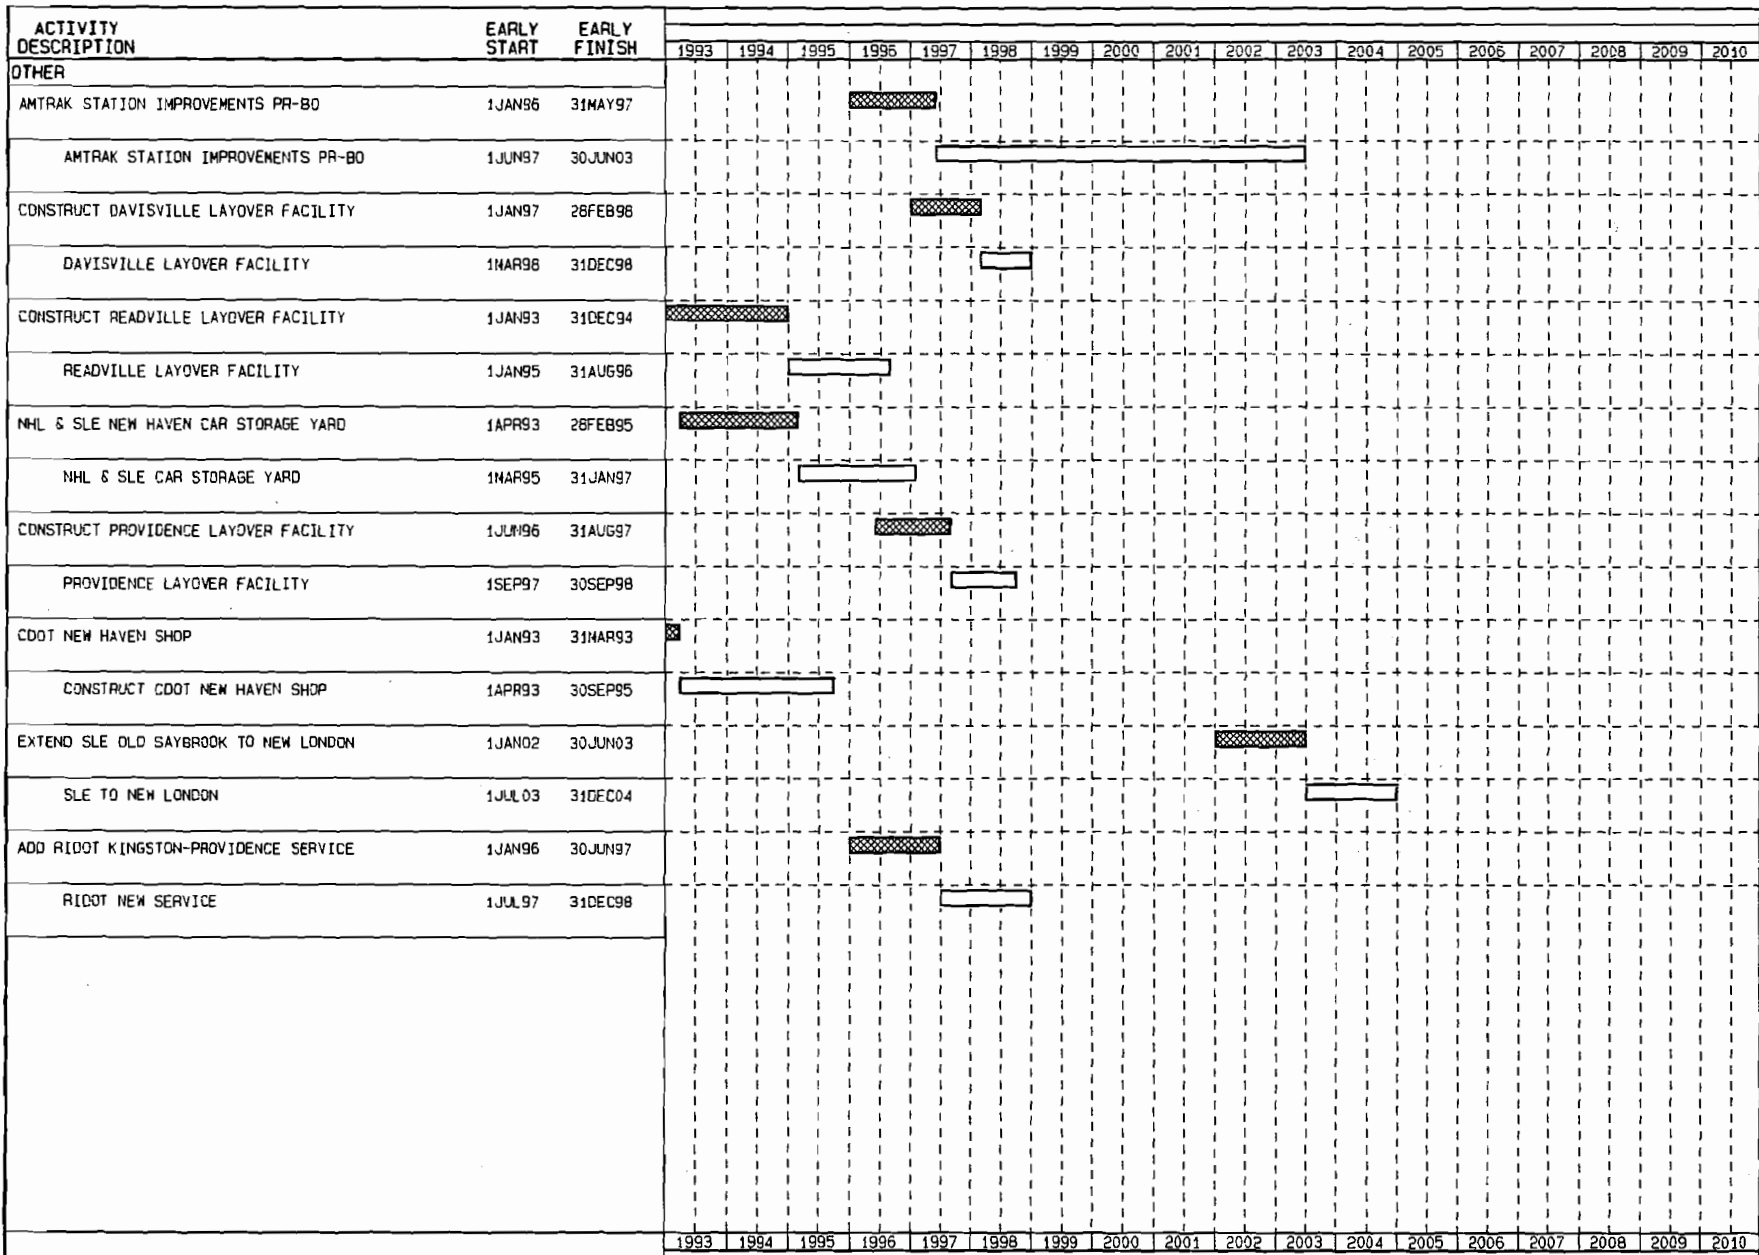 ACTIVITY DESCRIPTION EARLY START EARLY FINISH
1993 1994 1995 1996 1997 1998 1999 2000 2001 2002 2003 2004 2005 2006 2007 2008 2009 2010
OTHER
AMTRAK STATION IMPROVEMENTS PR-BO 1JAN96 31MAY97
AMTRAK STATION IMPROVEMENTS PR-BO 1JUN97 30JUN03
CONSTRUCT DAVISVILLE LAYOVER FACILITY 1JAN97 28FEB98
DAVISVILLE LAYOVER FACILITY 1MAR98 31DEC98
CONSTRUCT READVILLE LAYOVER FACILITY 1JAN93 31DEC94
READVILLE LAYOVER FACILITY 1JAN95 31AUG96
NHL & SLE NEW HAVEN CAR STORAGE YARD 1APR93 28FEB95
NHL & SLE CAR STORAGE YARD 1MAR95 31JAN97
CONSTRUCT PROVIDENCE LAYOVER FACILITY 1JUN96 31AUG97
PROVIDENCE LAYOVER FACILITY 1SEP97 30SEP98
CDOT NEW HAVEN SHOP 1JAN93 31MAR93
CONSTRUCT CDOT NEW HAVEN SHOP 1APR93 30SEP95
EXTEND SLE OLD SAYBROOK TO NEW LONDON 1JAN02 30JUN03
SLE TO NEW LONDON 1JUL03 31DEC04
ADD RIDOT KINGSTON-PROVIDENCE SERVICE 1JAN96 30JUN97
RIDOT NEW SERVICE 1JUL97 31DEC98
1993 1994 1995 1996 1997 1998 1999 2000 2001 2002 2003 2004 2005 2006 2007 2008 2009 2010